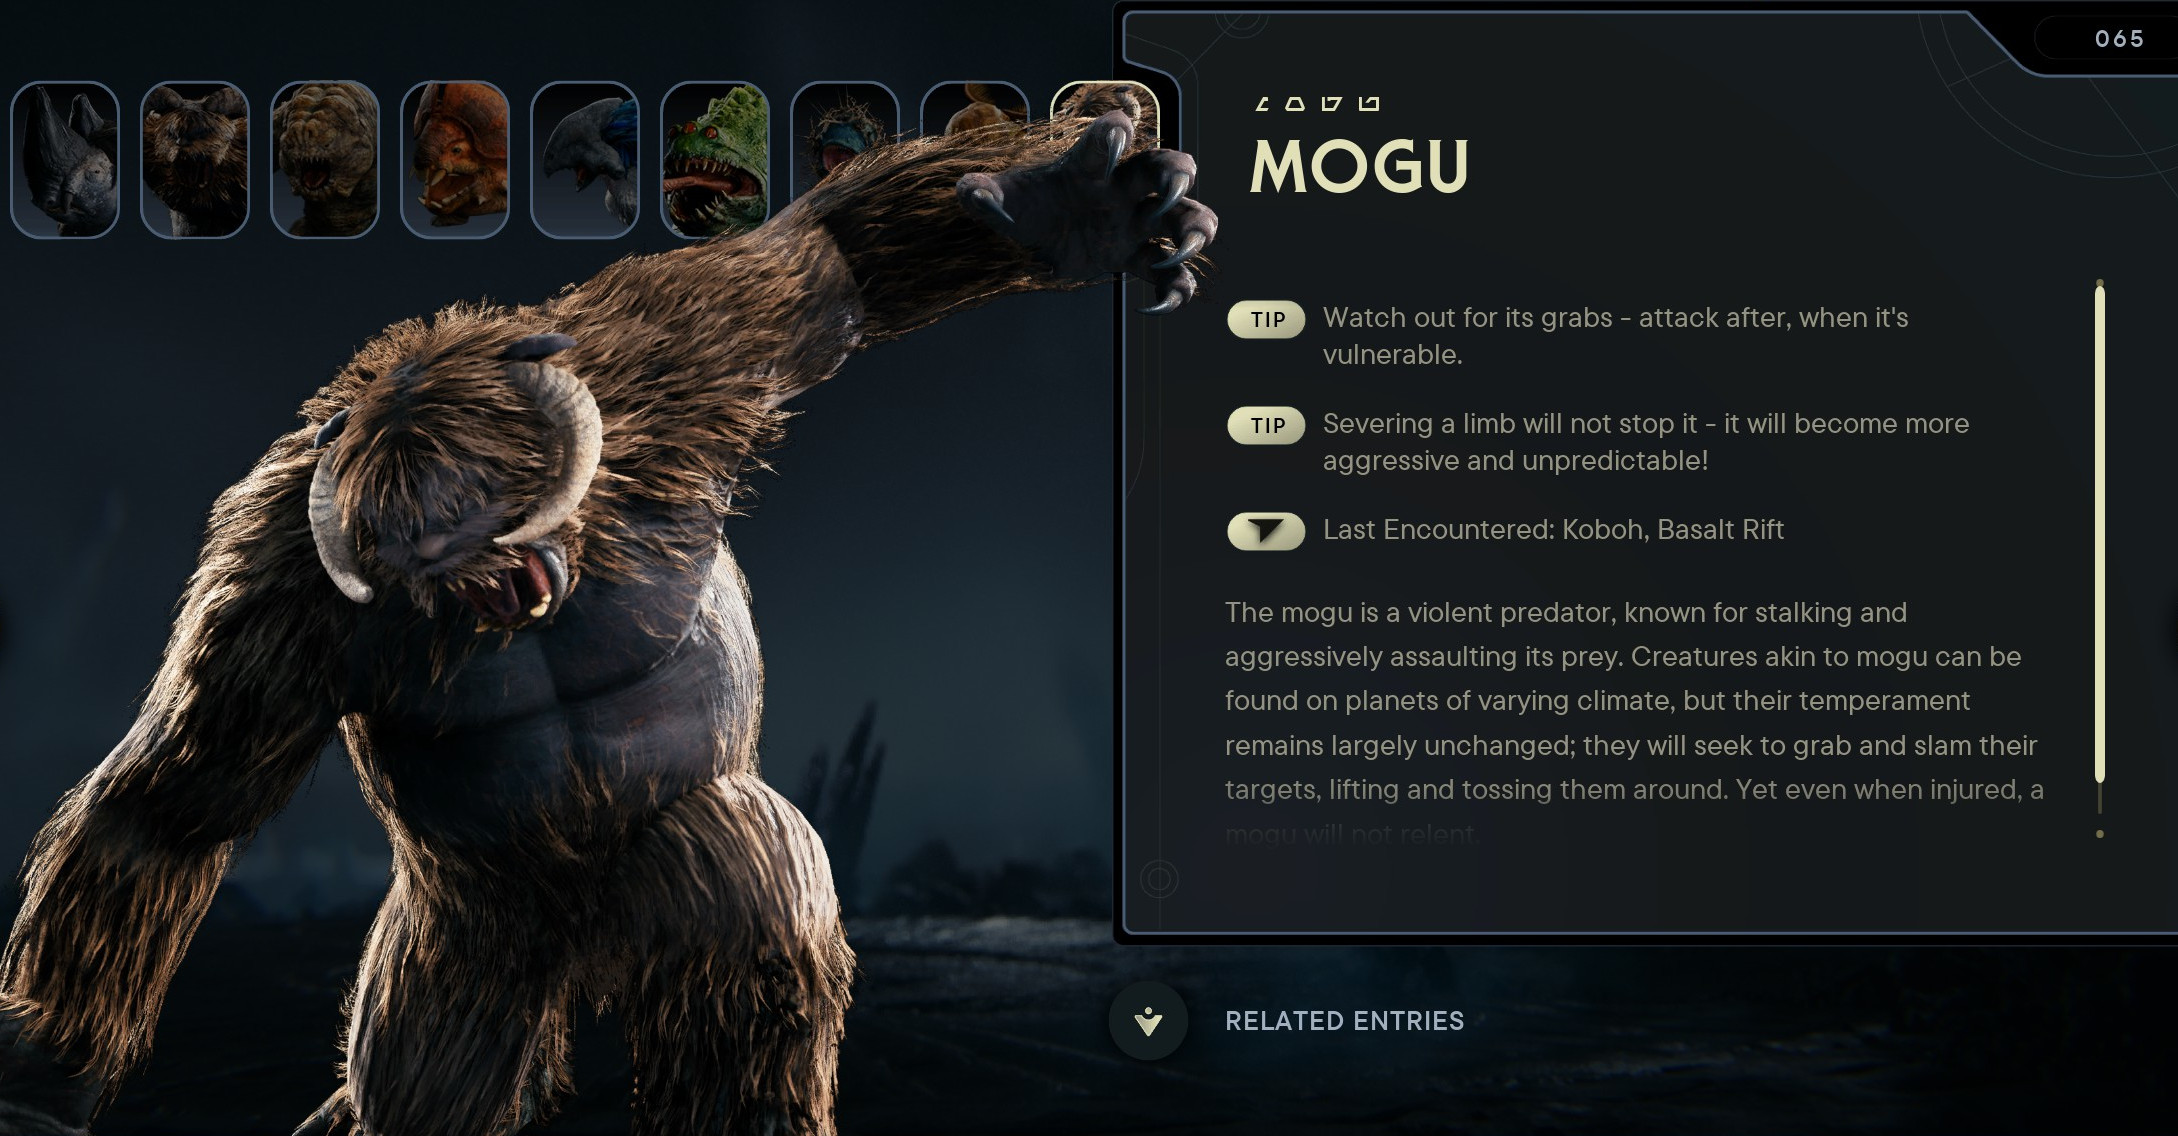 065
MOGU
TIP Watch out for its grabs - attack after, when it's
vulnerable.
TIP Severing a limb will not stop it - it will become more
aggressive and unpredictable!
Last Encountered: Koboh, Basalt Rift
The mogu is a violent predator, known for stalking and
aggressively assaulting its prey. Creatures akin to mogu can be
found on planets of varying climate, but their temperament
remains largely unchanged; they will seek to grab and slam their
targets, lifting and tossing them around. Yet even when injured, a
mogu will not relent.
RELATED ENTRIES